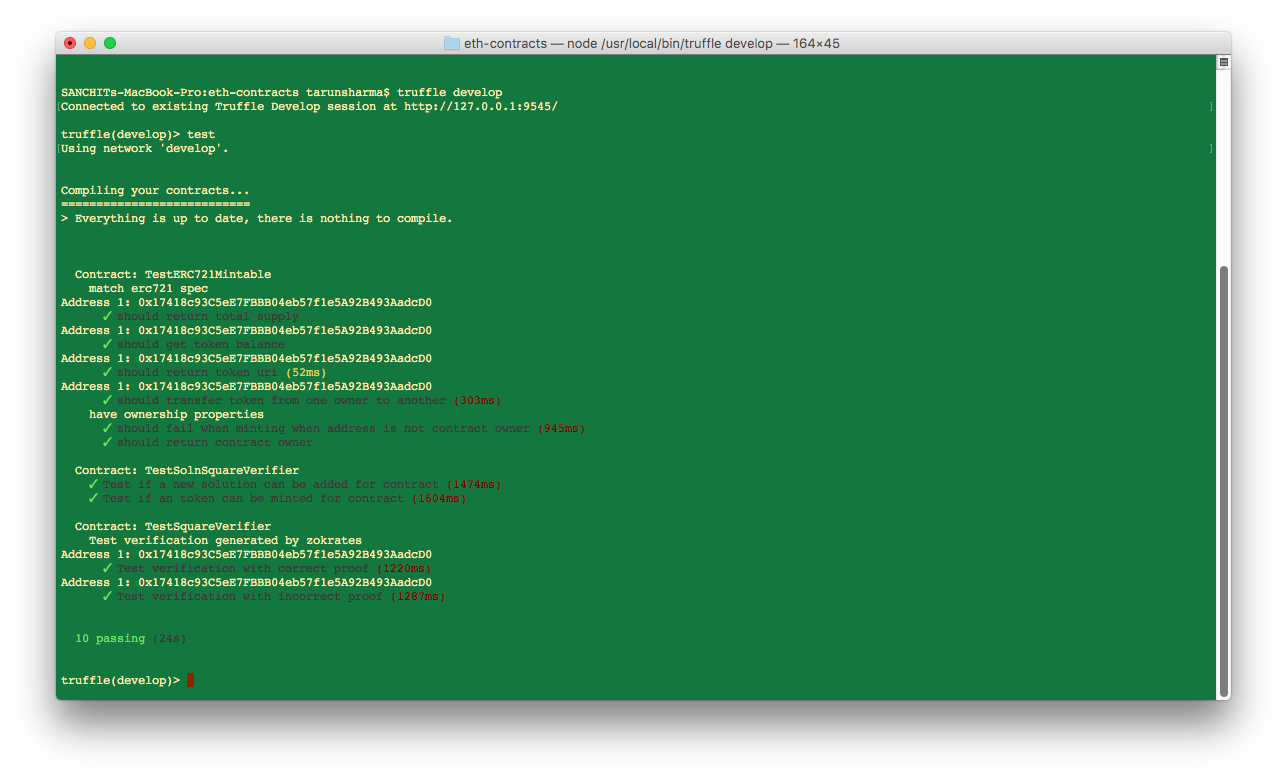 eth-contracts — node /usr/local/bin/truffle develop — 164×45
SANCHITs-MacBook-Pro:eth-contracts tarunsharma$ truffle develop
[Connected to existing Truffle Develop session at http://127.0.0.1:9545/ ]
truffle(develop)> test
[Using network 'develop'. ]
Compiling your contracts...
===========================
> Everything is up to date, there is nothing to compile.
Contract: TestERC721Mintable
match erc721 spec
Address 1: 0x17418c93C5eE7FBBB04eb57f1e5A92B493AadcD0
✓ should return total supply
Address 1: 0x17418c93C5eE7FBBB04eb57f1e5A92B493AadcD0
✓ should get token balance
Address 1: 0x17418c93C5eE7FBBB04eb57f1e5A92B493AadcD0
✓ should return token uri (52ms)
Address 1: 0x17418c93C5eE7FBBB04eb57f1e5A92B493AadcD0
✓ should transfer token from one owner to another (303ms)
have ownership properties
✓ should fail when minting when address is not contract owner (945ms)
✓ should return contract owner
Contract: TestSolnSquareVerifier
✓ Test if a new solution can be added for contract (1474ms)
✓ Test if an token can be minted for contract (1604ms)
Contract: TestSquareVerifier
Test verification generated by zokrates
Address 1: 0x17418c93C5eE7FBBB04eb57f1e5A92B493AadcD0
✓ Test verification with correct proof (1220ms)
Address 1: 0x17418c93C5eE7FBBB04eb57f1e5A92B493AadcD0
✓ Test verification with incorrect proof (1287ms)
10 passing (24s)
truffle(develop)>